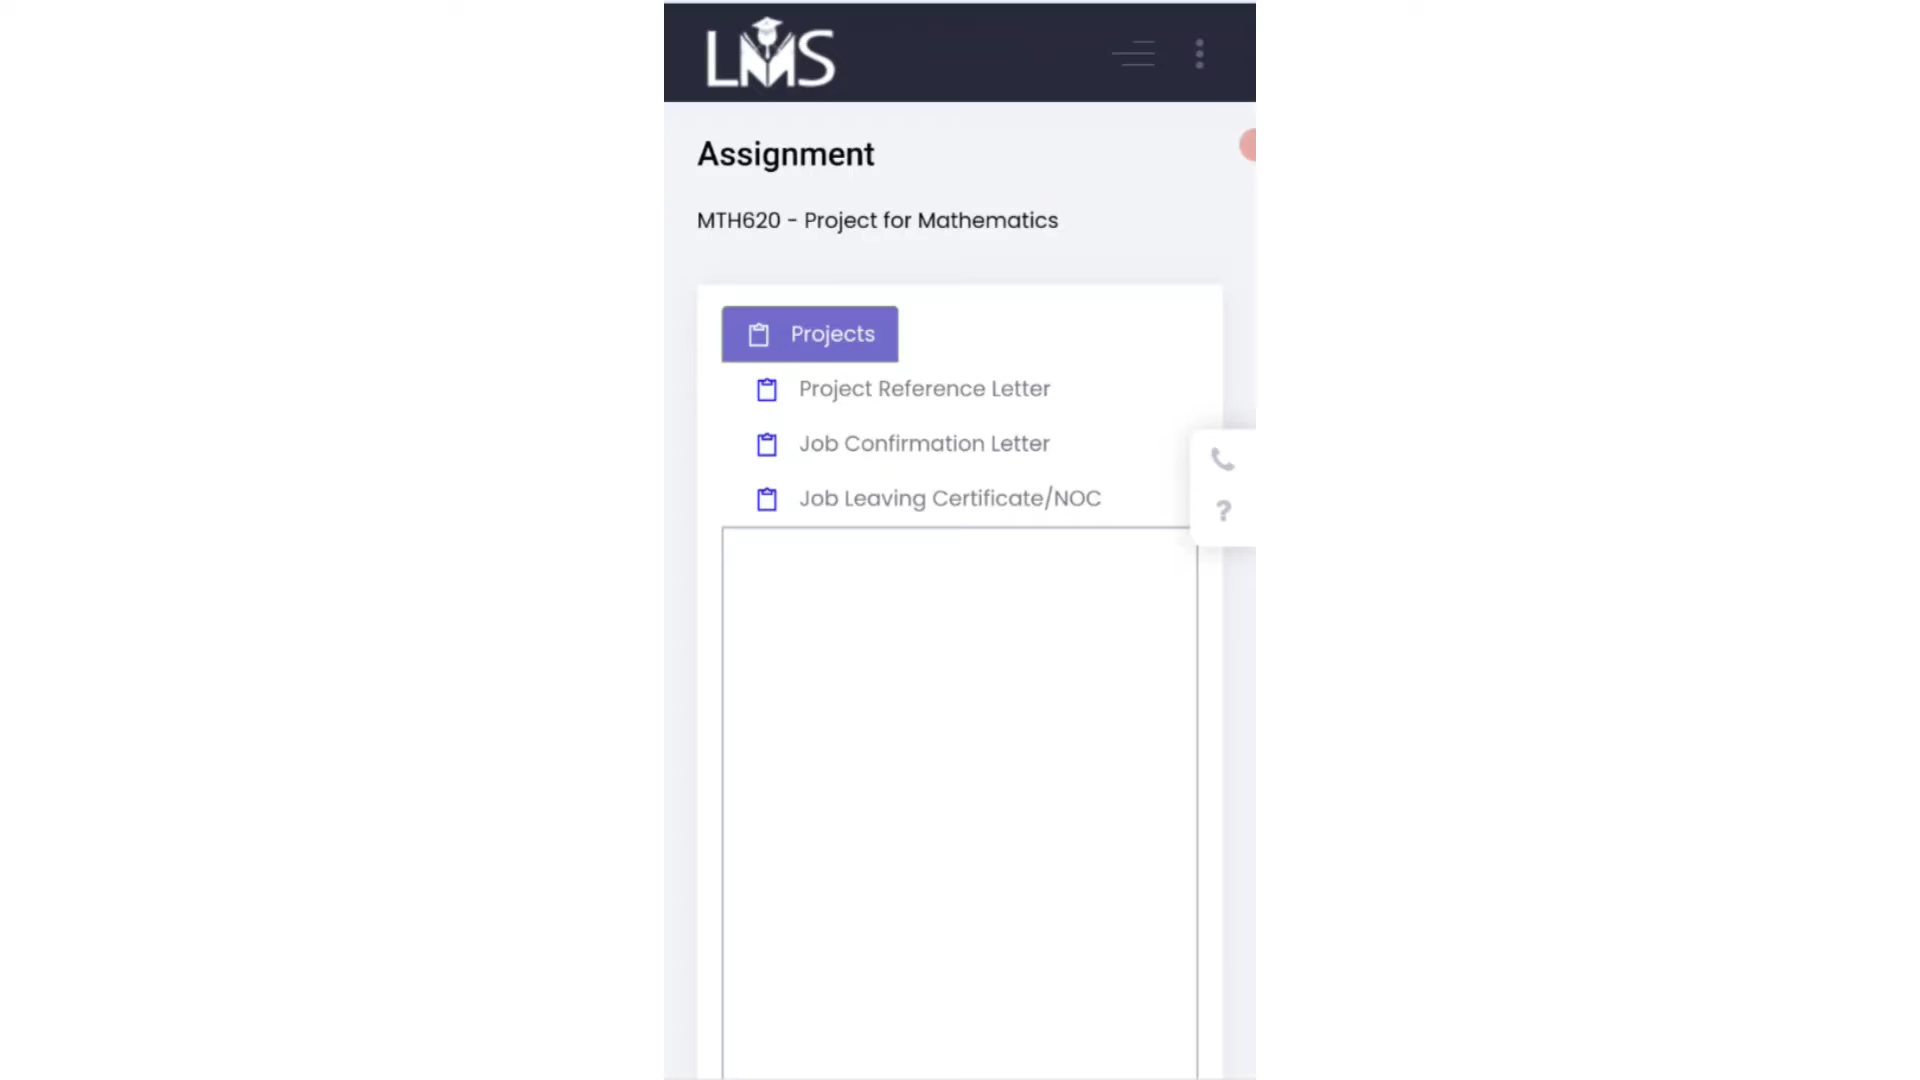 LMS
Assignment
MTH620 - Project for Mathematics
Projects
Project Reference Letter
Job Confirmation Letter
Job Leaving Certificate/NOC
?